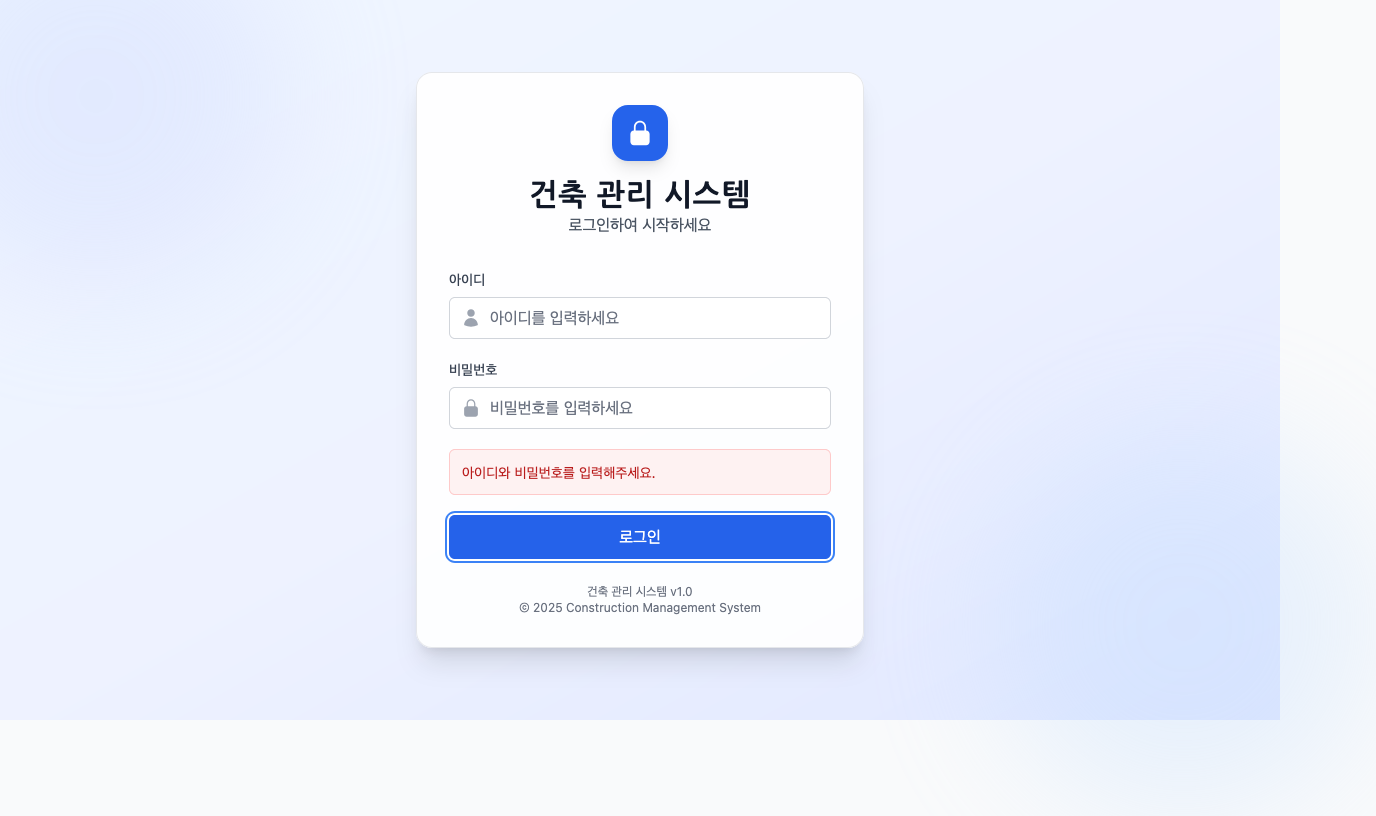 건축 관리 시스템
로그인하여 시작하세요
아이디
아이디를 입력하세요
비밀번호
비밀번호를 입력하세요
아이디와 비밀번호를 입력해주세요.
로그인
건축 관리 시스템 v1.0
© 2025 Construction Management System